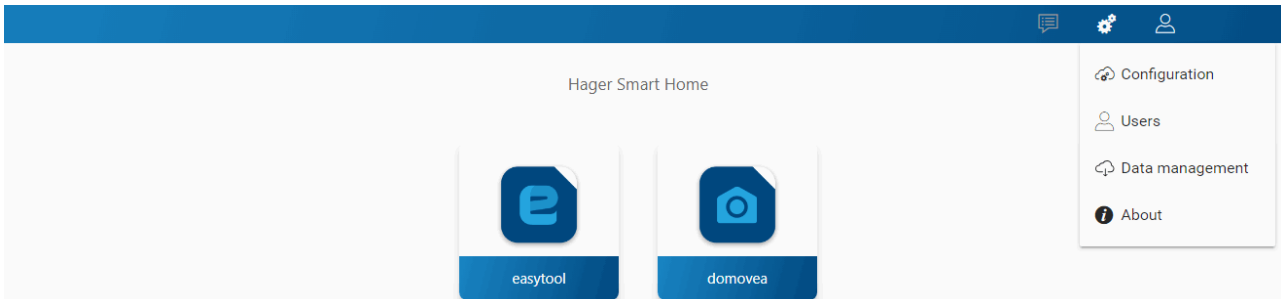 Hager Smart Home
Configuration
Users
Data management
About
easytool
domovea